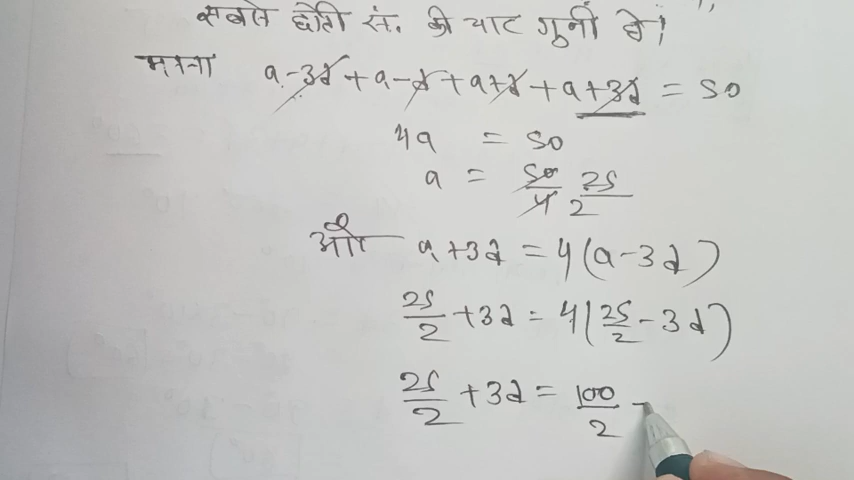 सबसे छोटी सं. की चार गुनी है।
माना a-3d + a-d + a+d + a+3d = 50
4a = 50
a = 50/4 25/2
और a+3d = 4(a-3d)
25/2 + 3d = 4(25/2 - 3d)
25/2 + 3d = 100/2 -